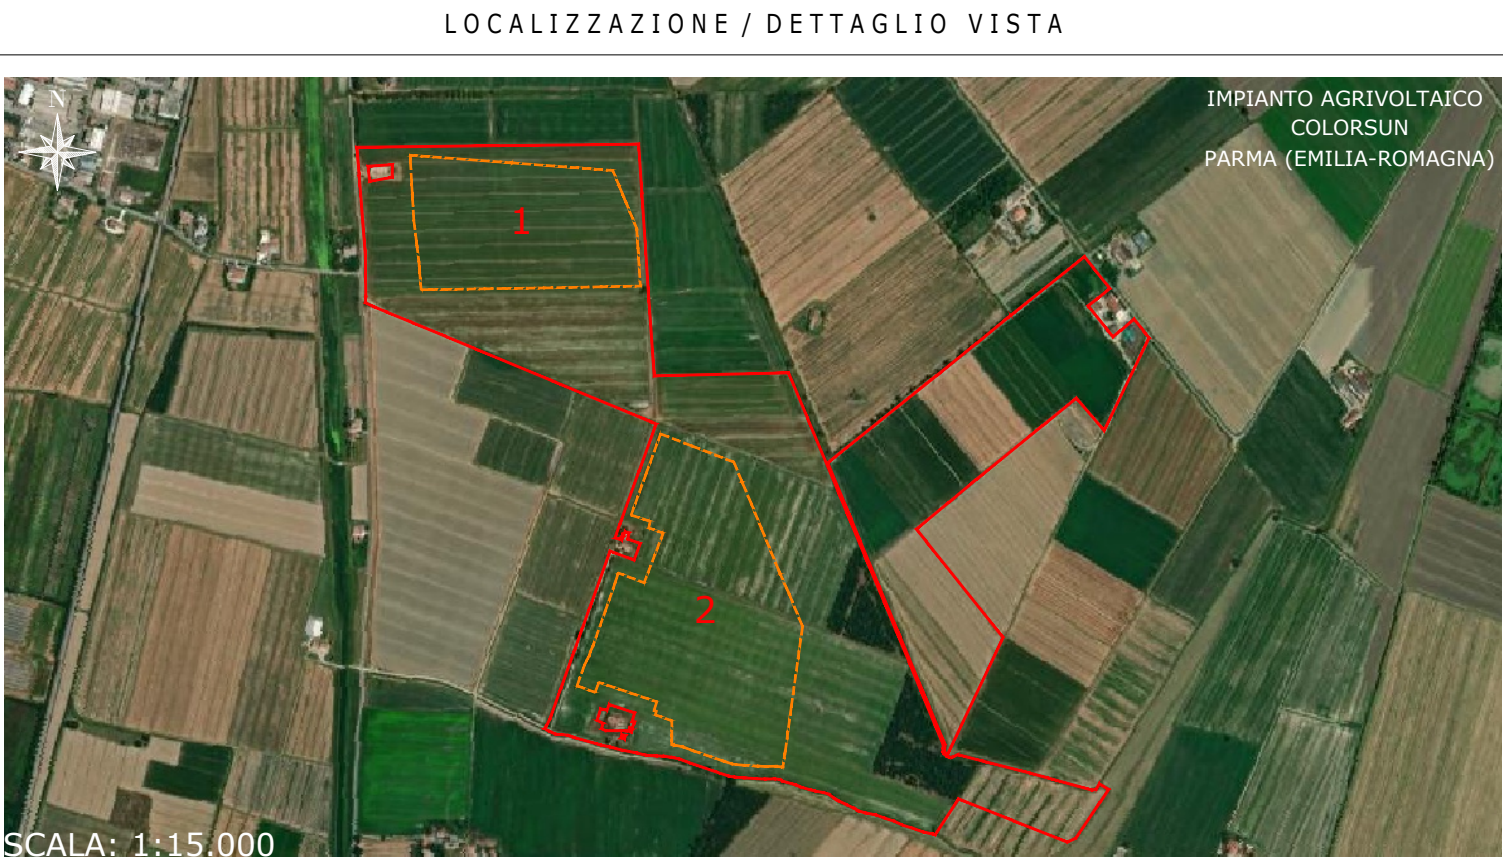 LOCALIZZAZIONE / DETTAGLIO VISTA
N
IMPIANTO AGRIVOLTAICO
COLORSUN
PARMA (EMILIA-ROMAGNA)
1
2
SCALA: 1:15.000